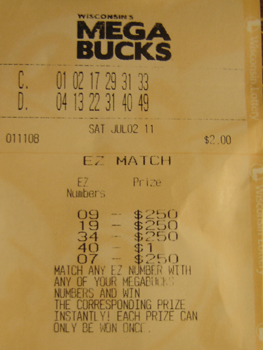 WISCONSIN'S
MEGA
BUCKS
C. 01 02 17 29 31 33
D. 04 13 22 31 40 49
SAT JUL02 11
011108 $2.00
EZ MATCH
EZ Prize
Numbers
09 - $250
19 - $250
34 - $250
40 - $1
07 - $250
MATCH ANY EZ NUMBER WITH
ANY OF YOUR MEGABUCKS
NUMBERS AND WIN
THE CORRESPONDING PRIZE
INSTANTLY! EACH PRIZE CAN
ONLY BE WON ONCE.